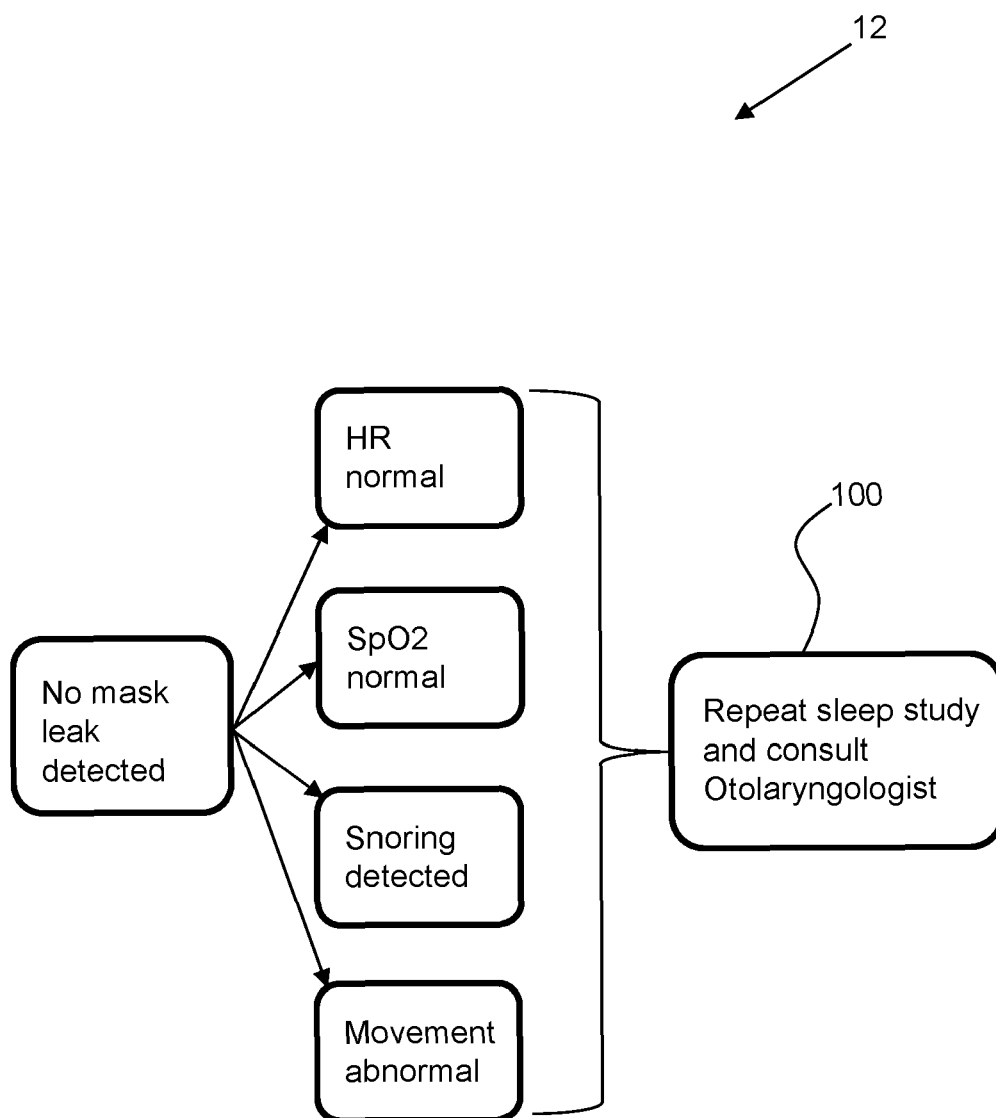 12
HR
normal
100
SpO2
normal
No mask
leak
detected
Repeat sleep study
and consult
Otolaryngologist
Snoring
detected
Movement
abnormal